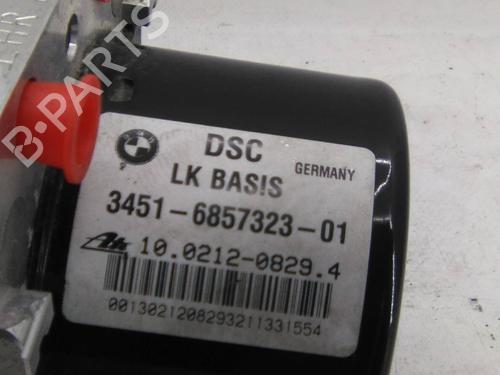 B-PARTS
DSC
LK BASIS
GERMANY
3451-6857323-01
10.0212-0829.4
0013021208293211331554